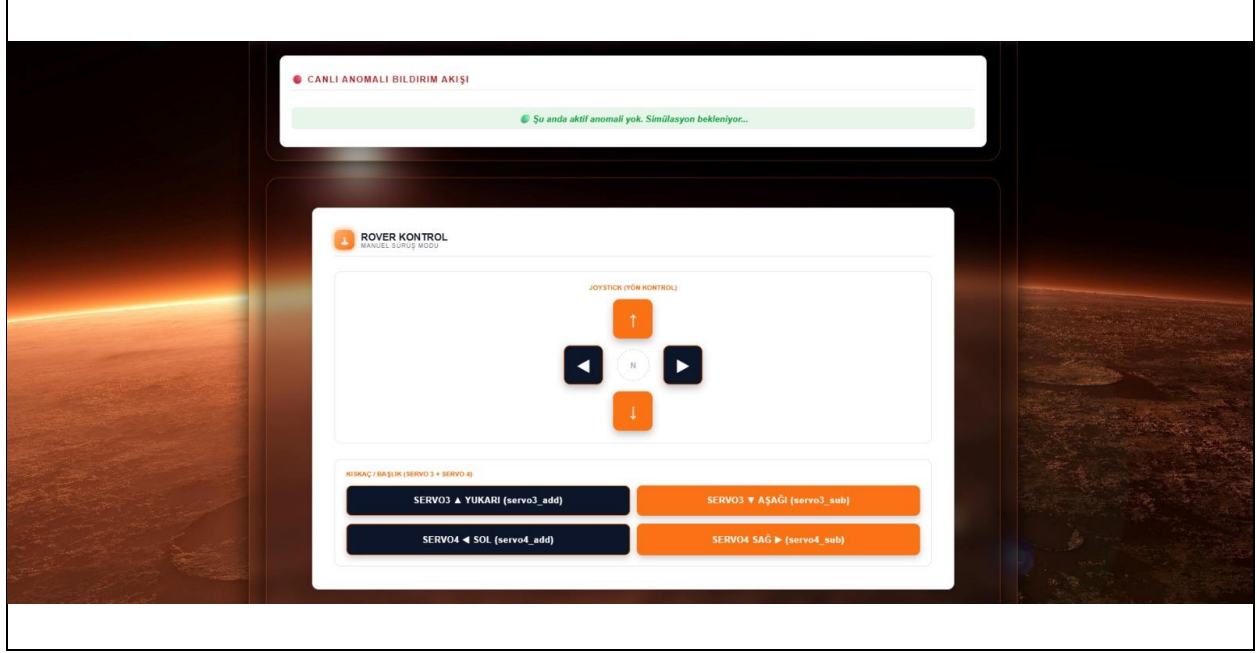 CANLI ANOMALI BILDIRIM AKIŞI
Şu anda aktif anomali yok. Simülasyon bekleniyor...
ROVER KONTROL
MANUEL SÜRÜŞ MODU
JOYSTICK (YÖN KONTROL)
↑
◀ N ▶
↓
KISKAÇ / BAŞLIK (SERVO 3 + SERVO 4)
SERVO3 ▲ YUKARI (servo3_add) SERVO3 ▼ AŞAĞI (servo3_sub)
SERVO4 ◀ SOL (servo4_add) SERVO4 SAĞ ▶ (servo4_sub)